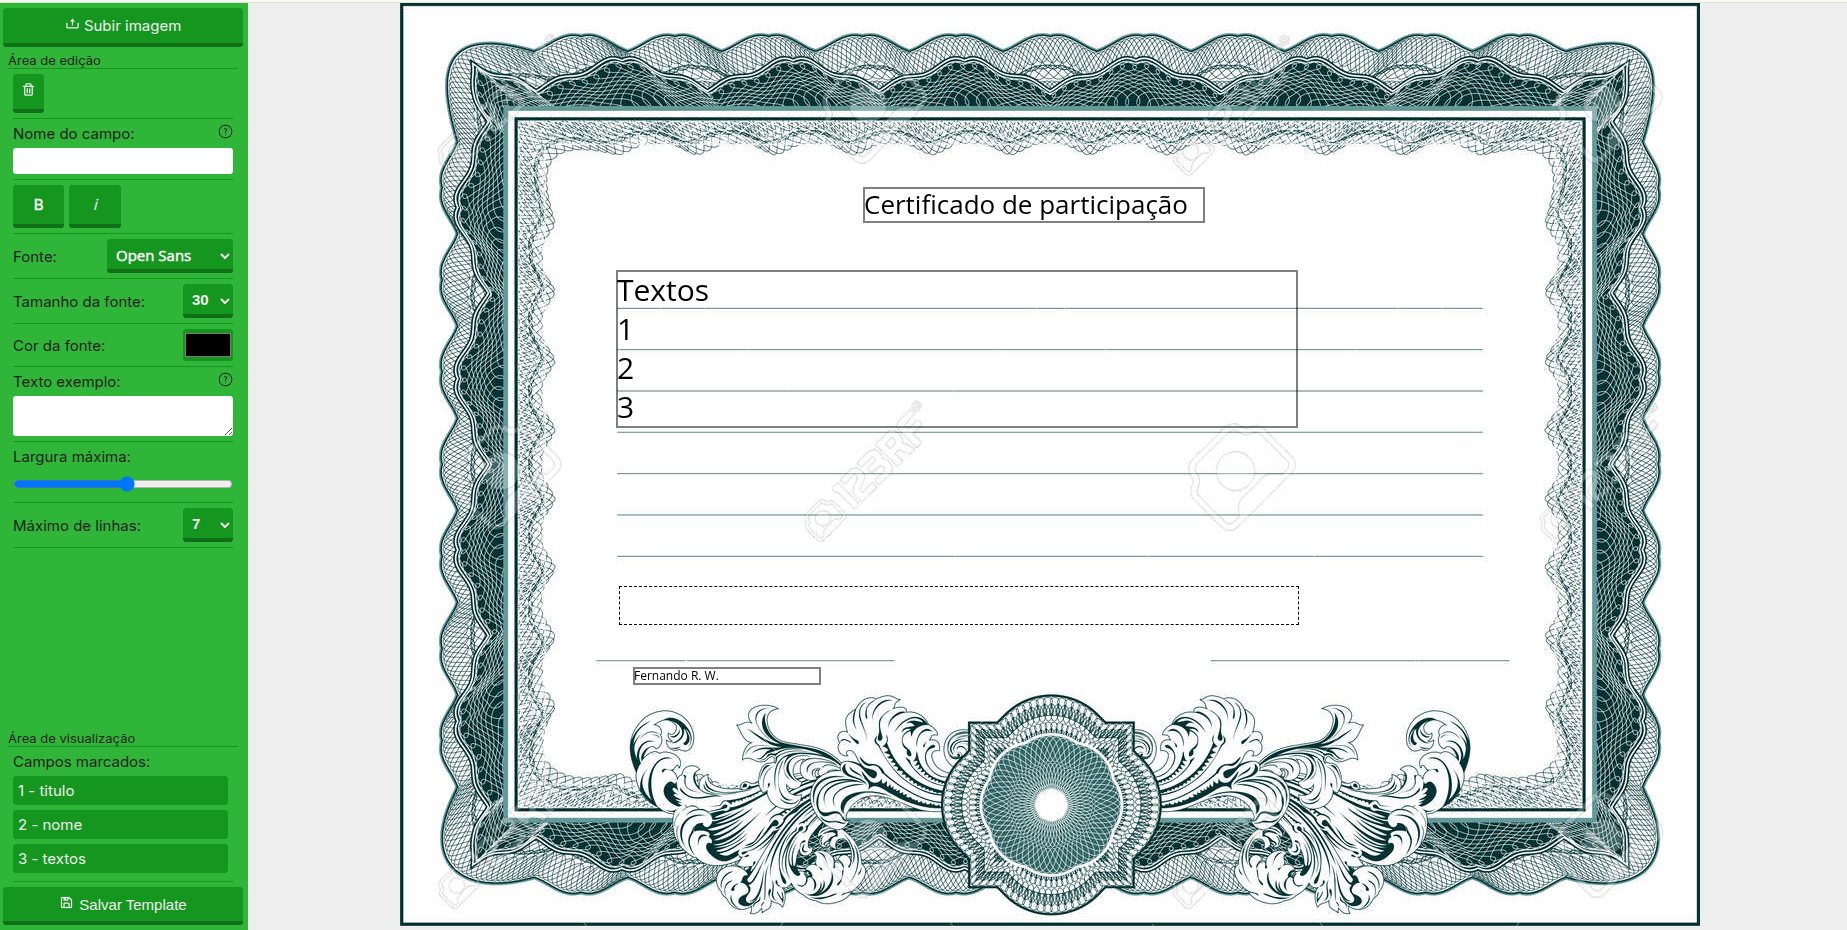 Subir imagem
Área de edição
Nome do campo:
B i
Fonte: Open Sans
Tamanho da fonte: 30
Cor da fonte:
Texto exemplo:
Largura máxima:
Máximo de linhas: 7
Área de visualização
Campos marcados:
1 - titulo
2 - nome
3 - textos
Salvar Template
Certificado de participação
Textos
1
2
3
123RF
Fernando R. W.